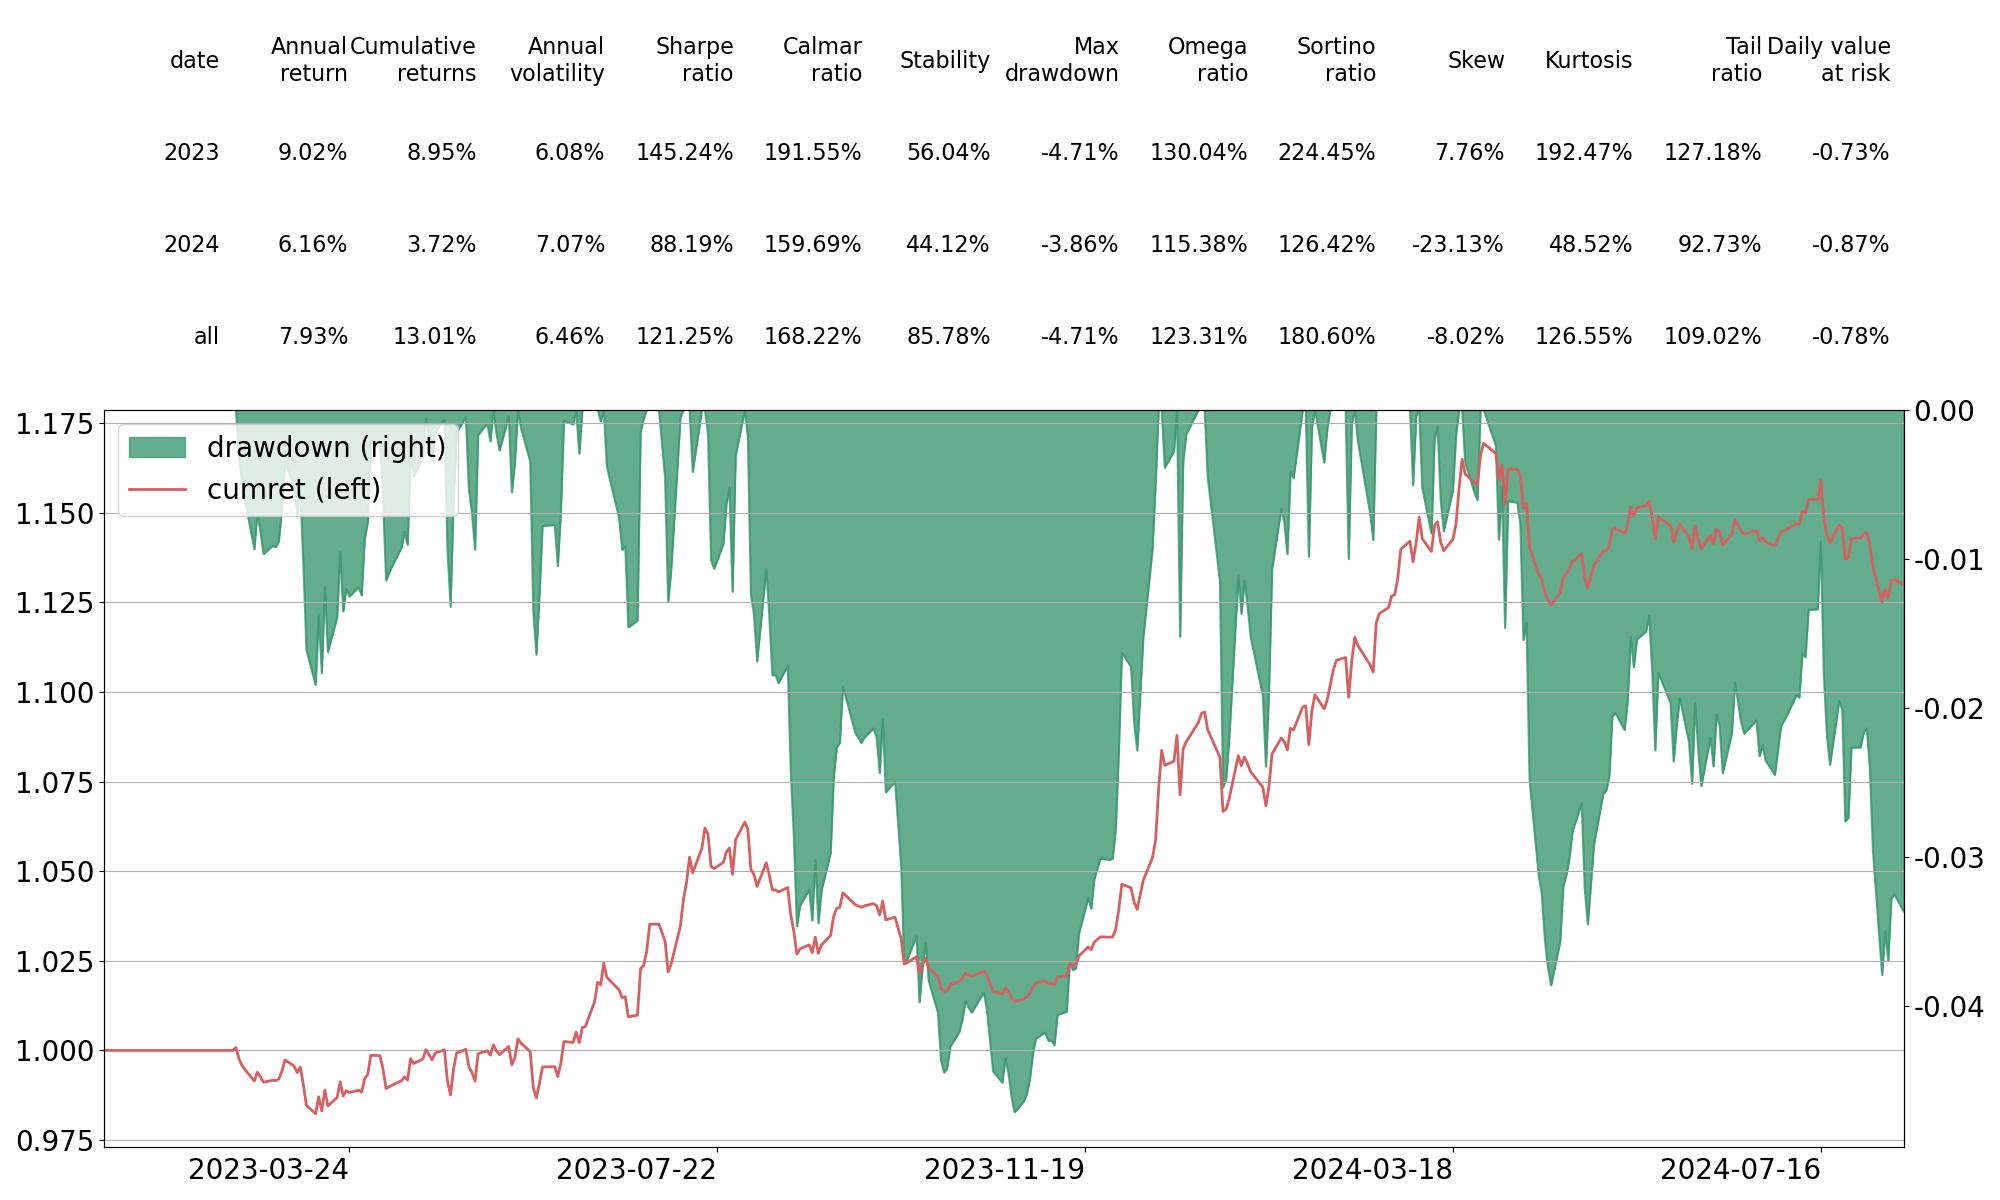 date Annual return Cumulative returns Annual volatility Sharpe ratio Calmar ratio Stability Max drawdown Omega ratio Sortino ratio Skew Kurtosis Tail ratio Daily value at risk
2023 9.02% 8.95% 6.08% 145.24% 191.55% 56.04% -4.71% 130.04% 224.45% 7.76% 192.47% 127.18% -0.73%
2024 6.16% 3.72% 7.07% 88.19% 159.69% 44.12% -3.86% 115.38% 126.42% -23.13% 48.52% 92.73% -0.87%
all 7.93% 13.01% 6.46% 121.25% 168.22% 85.78% -4.71% 123.31% 180.60% -8.02% 126.55% 109.02% -0.78%
drawdown (right)
cumret (left)
1.175
1.150
1.125
1.100
1.075
1.050
1.025
1.000
0.975
0.00
-0.01
-0.02
-0.03
-0.04
2023-03-24 2023-07-22 2023-11-19 2024-03-18 2024-07-16